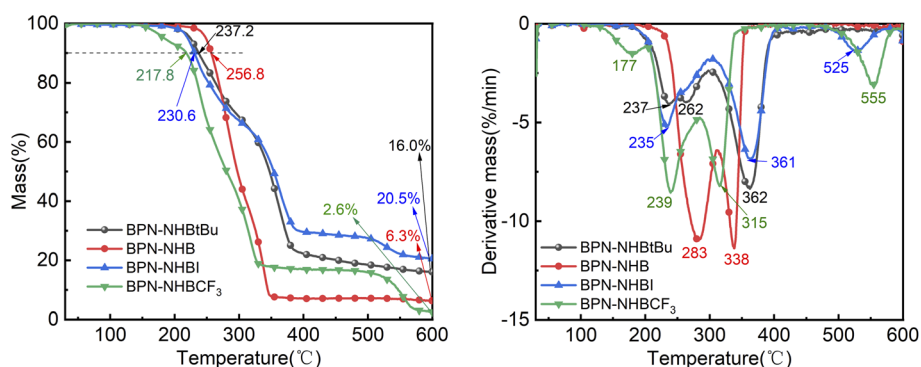 100
80
60
40
20
0
Mass(%)
237.2
217.8
256.8
230.6
16.0%
20.5%
2.6%
6.3%
BPN-NHBtBu
BPN-NHB
BPN-NHBI
BPN-NHBCF₃
100 200 300 400 500 600
Temperature(℃)
0
-5
-10
-15
Derivative mass(%/min)
177
525
237
262
555
235
361
362
239
315
283
338
BPN-NHBtBu
BPN-NHB
BPN-NHBI
BPN-NHBCF₃
100 200 300 400 500 600
Temperature(℃)